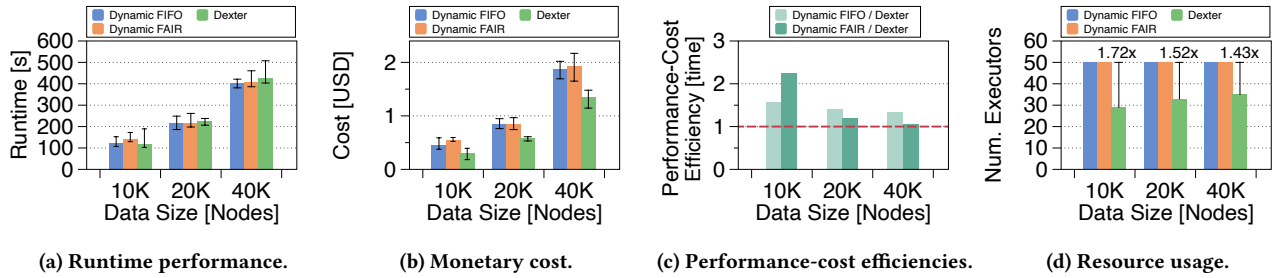 Dynamic FIFO
Dexter
Dynamic FAIR
Runtime [s]
600
500
400
300
200
100
0
10K 20K 40K
Data Size [Nodes]
(a) Runtime performance.
Dynamic FIFO
Dexter
Dynamic FAIR
Cost [USD]
2
1
0
10K 20K 40K
Data Size [Nodes]
(b) Monetary cost.
Dynamic FIFO / Dexter
Dynamic FAIR / Dexter
Performance-Cost
Efficiency [time]
3
2
1
0
10K 20K 40K
Data Size [Nodes]
(c) Performance-cost efficiencies.
Dynamic FIFO
Dexter
Dynamic FAIR
Num. Executors
60
50
40
30
20
10
0
1.72x 1.52x 1.43x
10K 20K 40K
Data Size [Nodes]
(d) Resource usage.